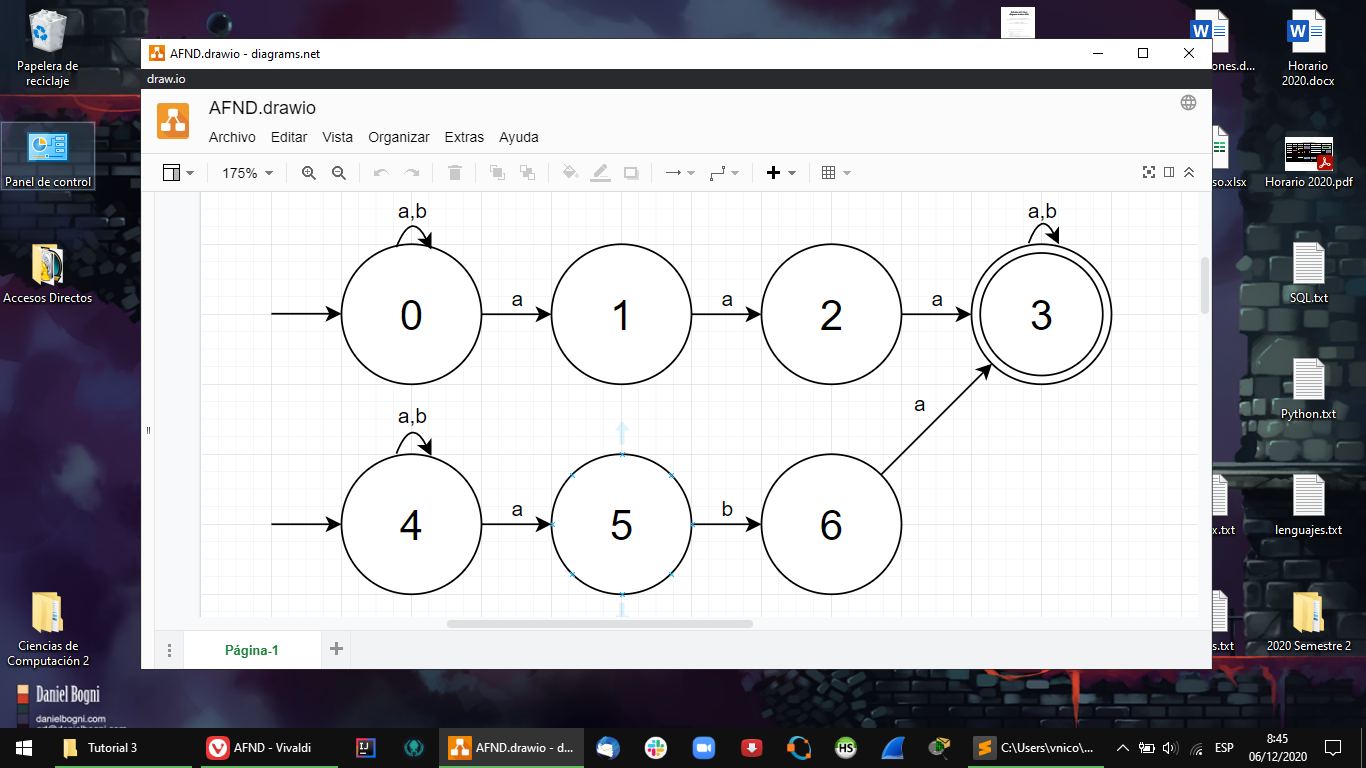 Papelera de
reciclaje
Panel de control
Accesos Directos
Ciencias de
Computación 2
Daniel Bogni
danielbogni.com
AFND.drawio - diagrams.net
draw.io
AFND.drawio
Archivo Editar Vista Organizar Extras Ayuda
175%
a,b
a,b
0
a
1
a
2
a
3
a
a,b
4
a
5
b
6
Página-1
ones.d...
Horario
2020.docx
so.xlsx
Horario 2020.pdf
SQL.txt
Python.txt
x.txt
lenguajes.txt
s.txt
2020 Semestre 2
Tutorial 3
AFND - Vivaldi
AFND.drawio - d...
HS
C:\Users\vnico\...
ESP
8:45
06/12/2020